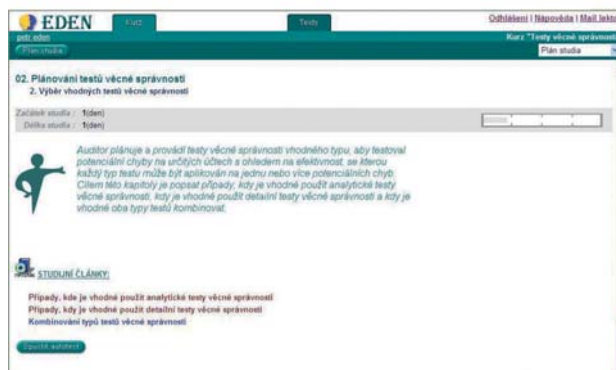 EDEN
Kurz
Testy
Odhlášení | Nápověda | Mail lekto
petr eden
Kurz "Testy věcné správnosti
Plán studia
Plán studia
02. Plánování testů věcné správnosti
2. Výběr vhodných testů věcné správnosti
Začátek studia : 1(den)
Délka studia : 1(den)
Auditor plánuje a provádí testy věcné správnosti vhodného typu, aby testoval
potenciální chyby na určitých účtech s ohledem na efektivnost, se kterou
každý typ testu může být aplikován na jednu nebo více potenciálních chyb.
Cílem této kapitoly je popsat případy, kdy je vhodné použít analytické testy
věcné správnosti, kdy je vhodné použít detailní testy věcné správnosti a kdy je
vhodné oba typy testů kombinovat.
STUDIJNÍ ČLÁNKY:
Případy, kde je vhodné použít analytické testy věcné správnosti
Případy, kdy je vhodné použít detailní testy věcné správnosti
Kombinování typů testů věcné správnosti
Spustit autotest